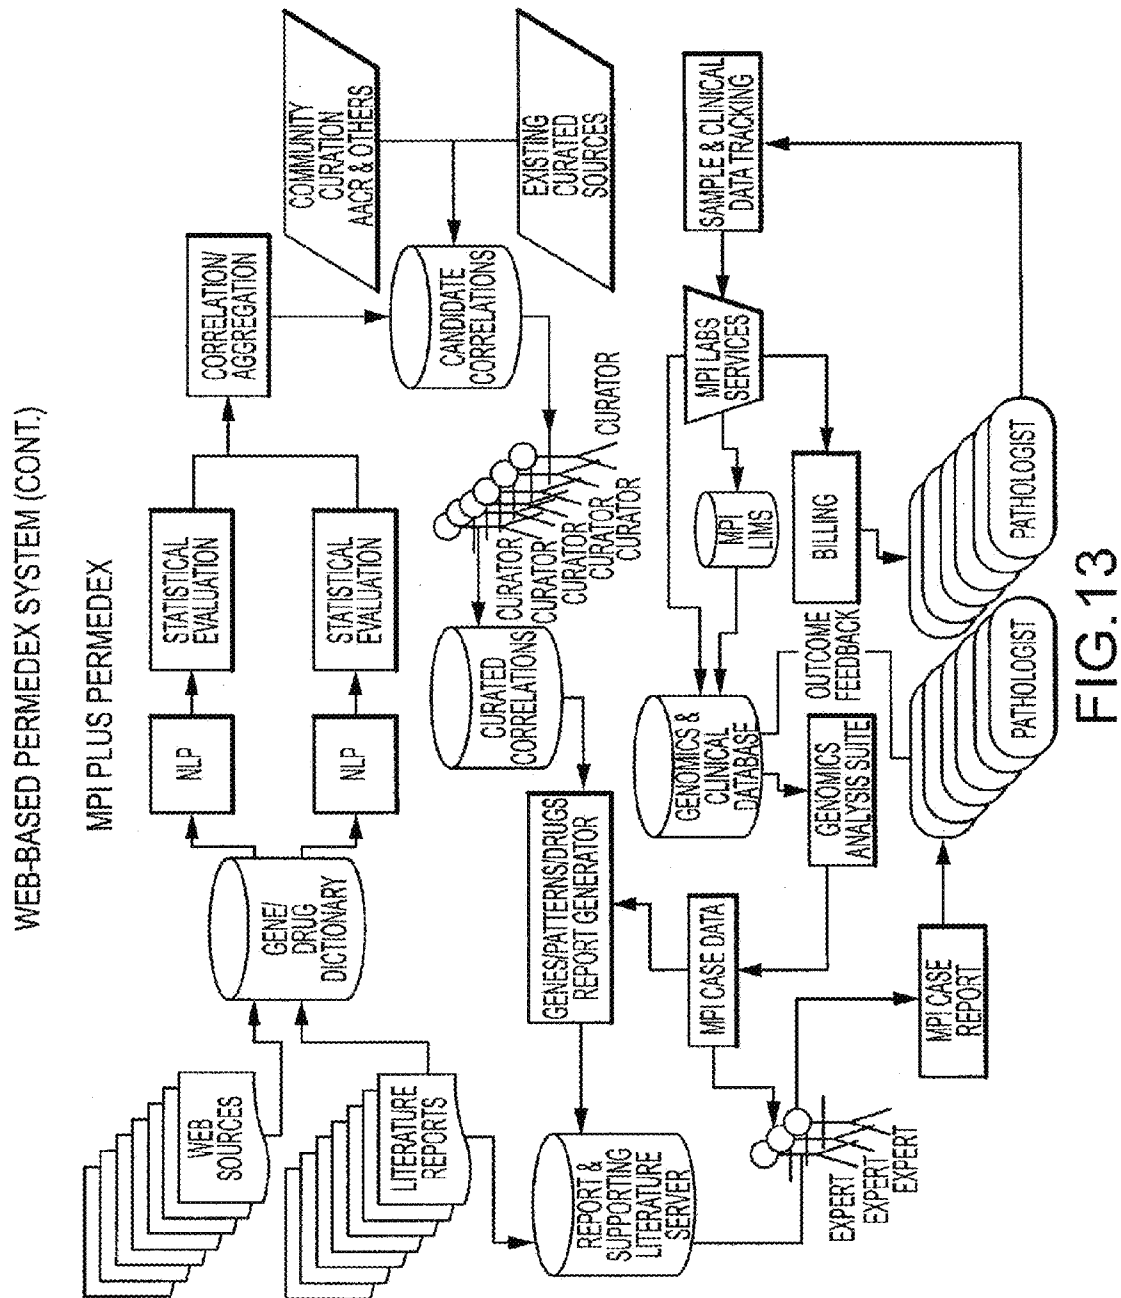 WEB-BASED PERMEDEX SYSTEM (CONT.)
MPI PLUS PERMEDEX
WEB
SOURCES
LITERATURE
REPORTS
GENE/
DRUG
DICTIONARY
NLP
NLP
STATISTICAL
EVALUATION
STATISTICAL
EVALUATION
CORRELATION/
AGGREGATION
COMMUNITY
CURATION
AACR & OTHERS
EXISTING
CURATED
SOURCES
CANDIDATE
CORRELATIONS
CURATOR
CURATOR
CURATOR
CURATOR
CURATOR
CURATOR
CURATED
CORRELATIONS
GENES/PATTERNS/DRUGS
REPORT GENERATOR
REPORT &
SUPPORTING
LITERATURE
SERVER
SAMPLE & CLINICAL
DATA TRACKING
MPI LABS
SERVICES
MPI
LIMS
BILLING
GENOMICS &
CLINICAL
DATABASE
OUTCOME
FEEDBACK
GENOMICS
ANALYSIS SUITE
MPI CASE DATA
EXPERT
EXPERT
EXPERT
MPI CASE
REPORT
PATHOLOGIST
PATHOLOGIST
FIG.13